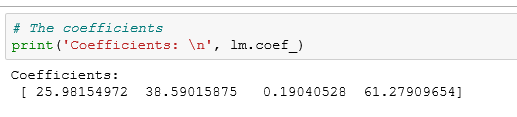 # The coefficients
print('Coefficients: \n', lm.coef_)
Coefficients:
[ 25.98154972 38.59015875 0.19040528 61.27909654]